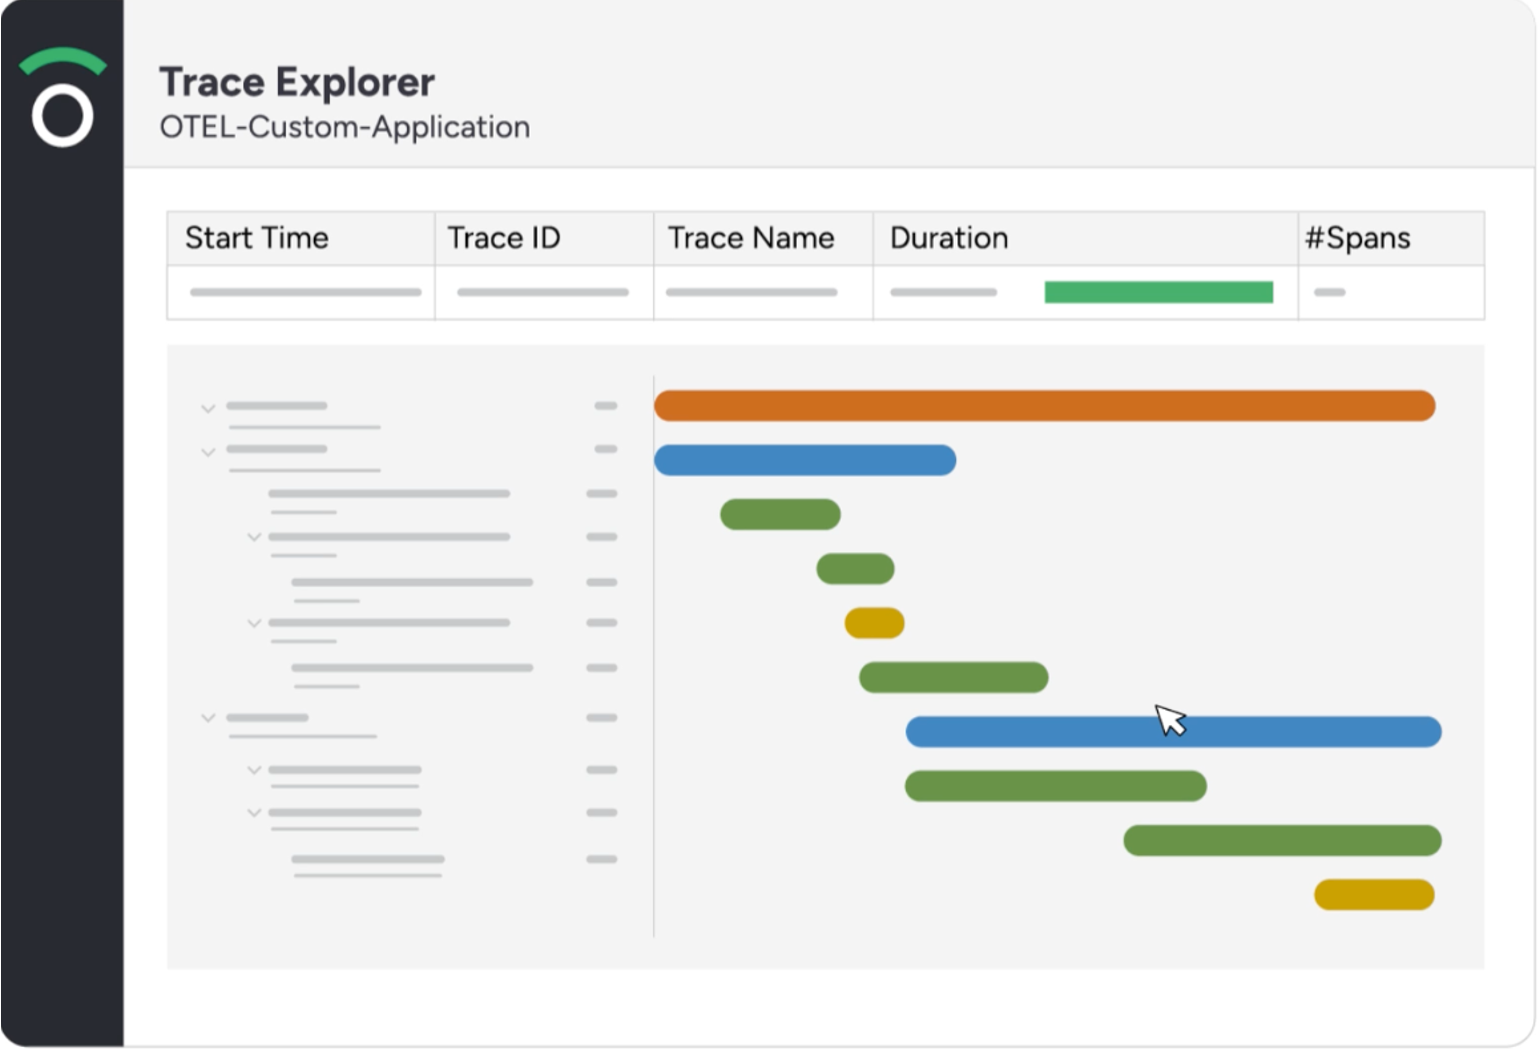 Trace Explorer
OTEL-Custom-Application
Start Time Trace ID Trace Name Duration #Spans